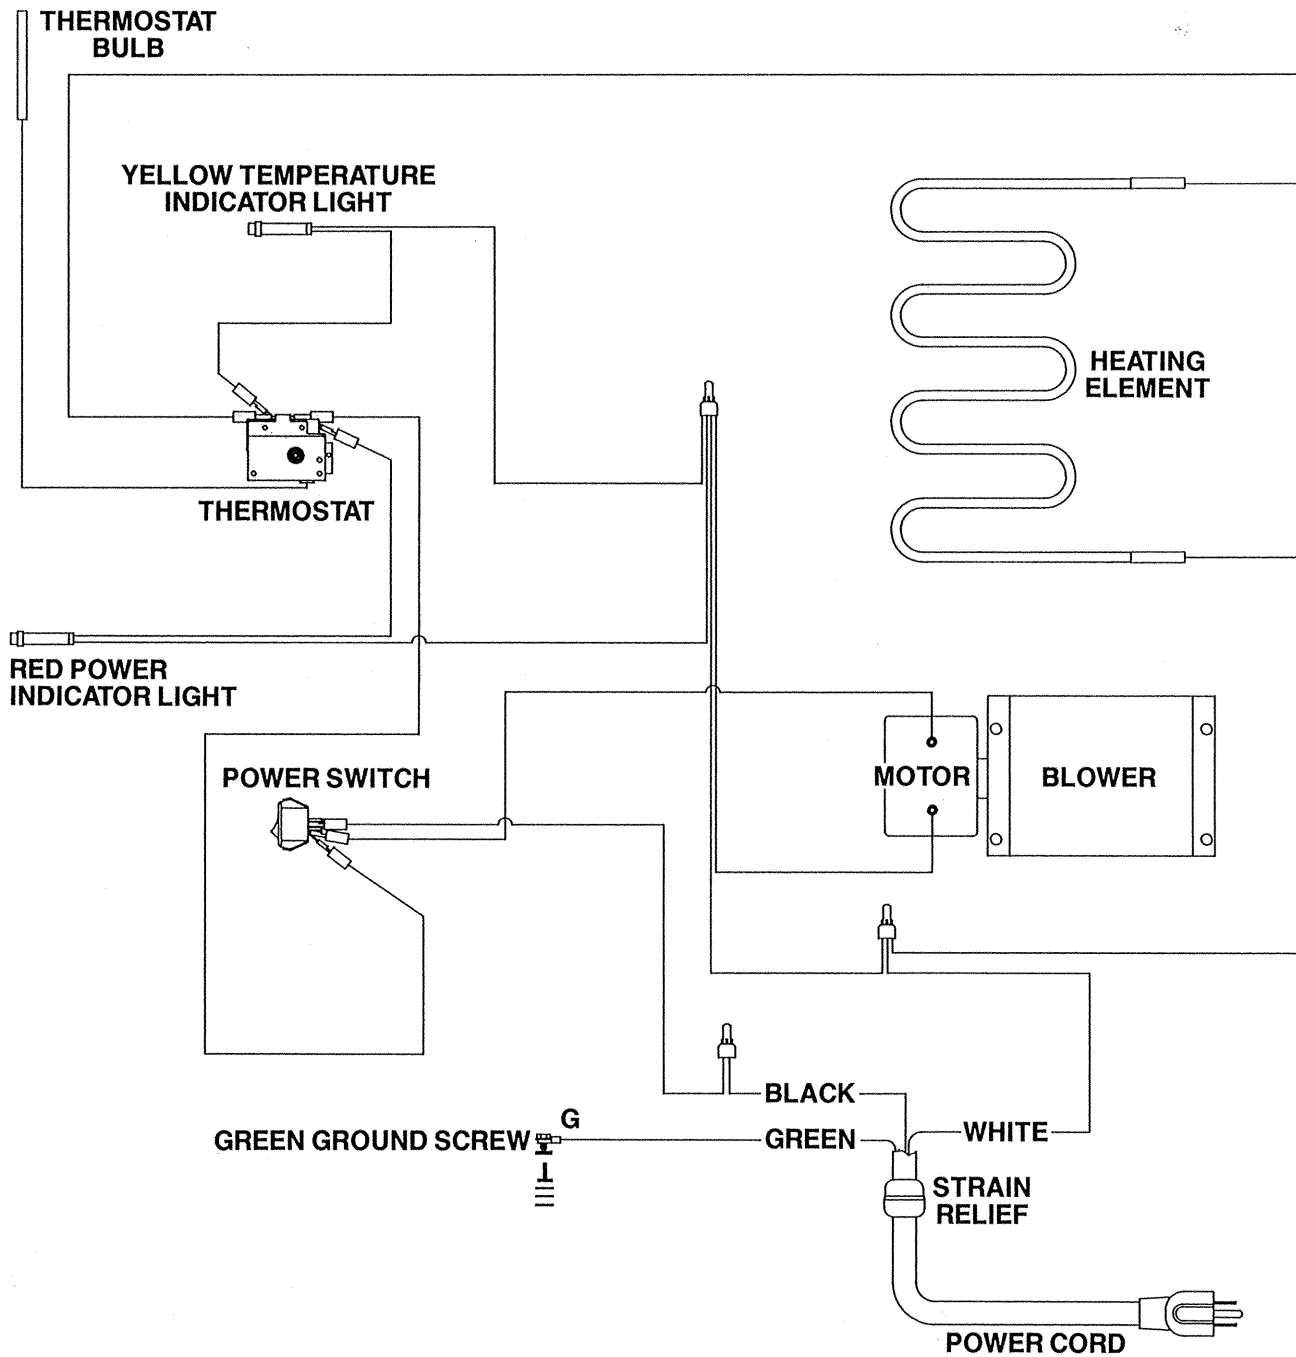 THERMOSTAT
BULB
YELLOW TEMPERATURE
INDICATOR LIGHT
HEATING
ELEMENT
THERMOSTAT
RED POWER
INDICATOR LIGHT
POWER SWITCH
MOTOR
BLOWER
BLACK
G
GREEN GROUND SCREW
GREEN
WHITE
STRAIN
RELIEF
POWER CORD